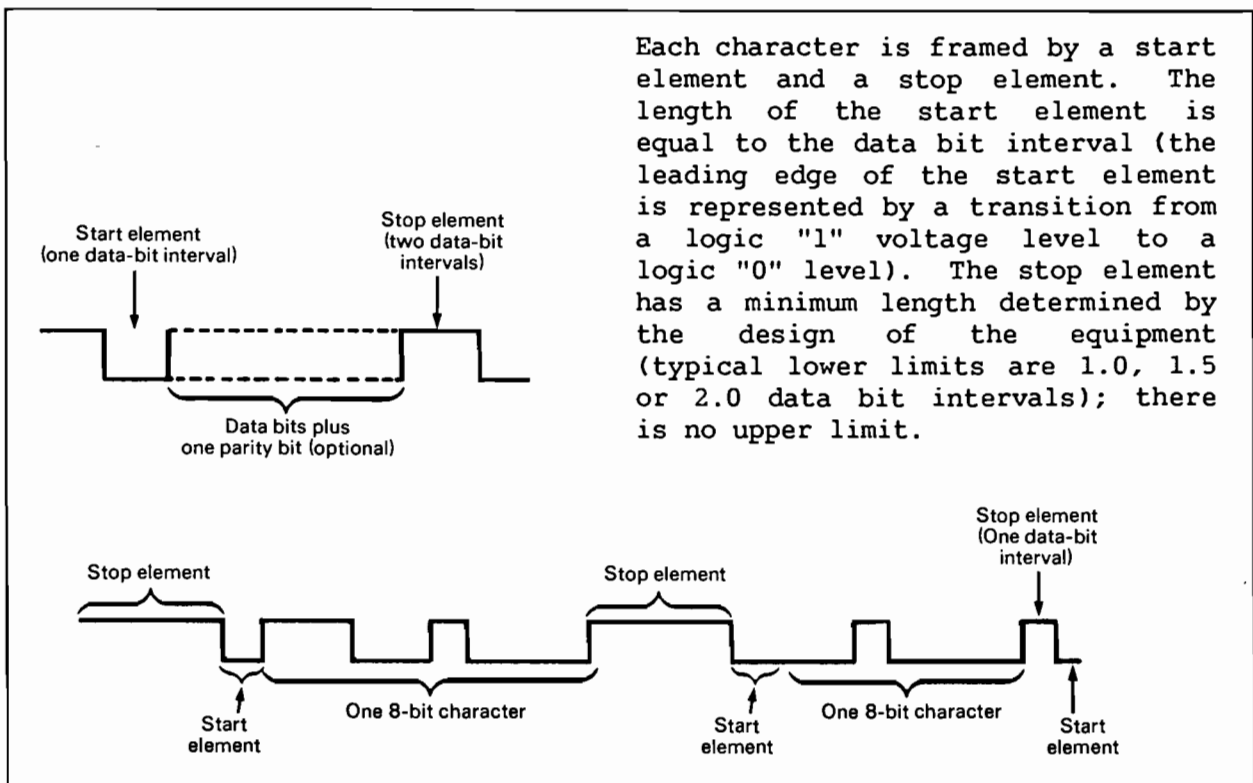 Each character is framed by a start
element and a stop element. The
length of the start element is
equal to the data bit interval (the
leading edge of the start element
is represented by a transition from
a logic "1" voltage level to a
logic "0" level). The stop element
has a minimum length determined by
the design of the equipment
(typical lower limits are 1.0, 1.5
or 2.0 data bit intervals); there
is no upper limit.
Start element
(one data-bit interval)
Stop element
(two data-bit
intervals)
Data bits plus
one parity bit (optional)
Stop element
Stop element
Stop element
(One data-bit
interval)
Start
element
One 8-bit character
Start
element
One 8-bit character
Start
element